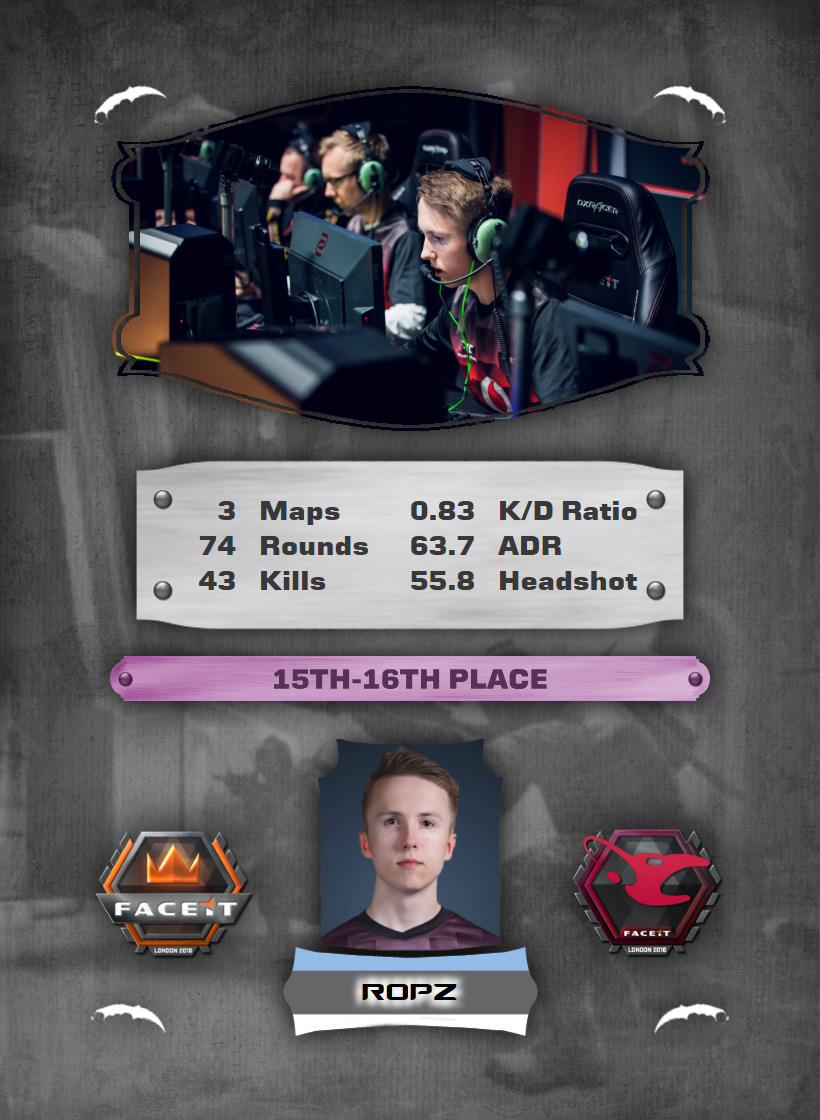 DXRACER
3 Maps 0.83 K/D Ratio
74 Rounds 63.7 ADR
43 Kills 55.8 Headshot
15TH-16TH PLACE
FACEIT
LONDON 2018
FACEIT
LONDON 2018
ROPZ